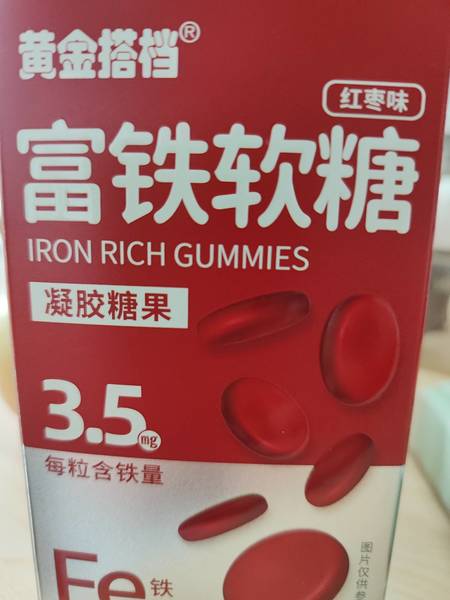 黄金搭档®
红枣味
富铁软糖
IRON RICH GUMMIES
凝胶糖果
3.5mg
每粒含铁量
Fe铁
图片仅供参